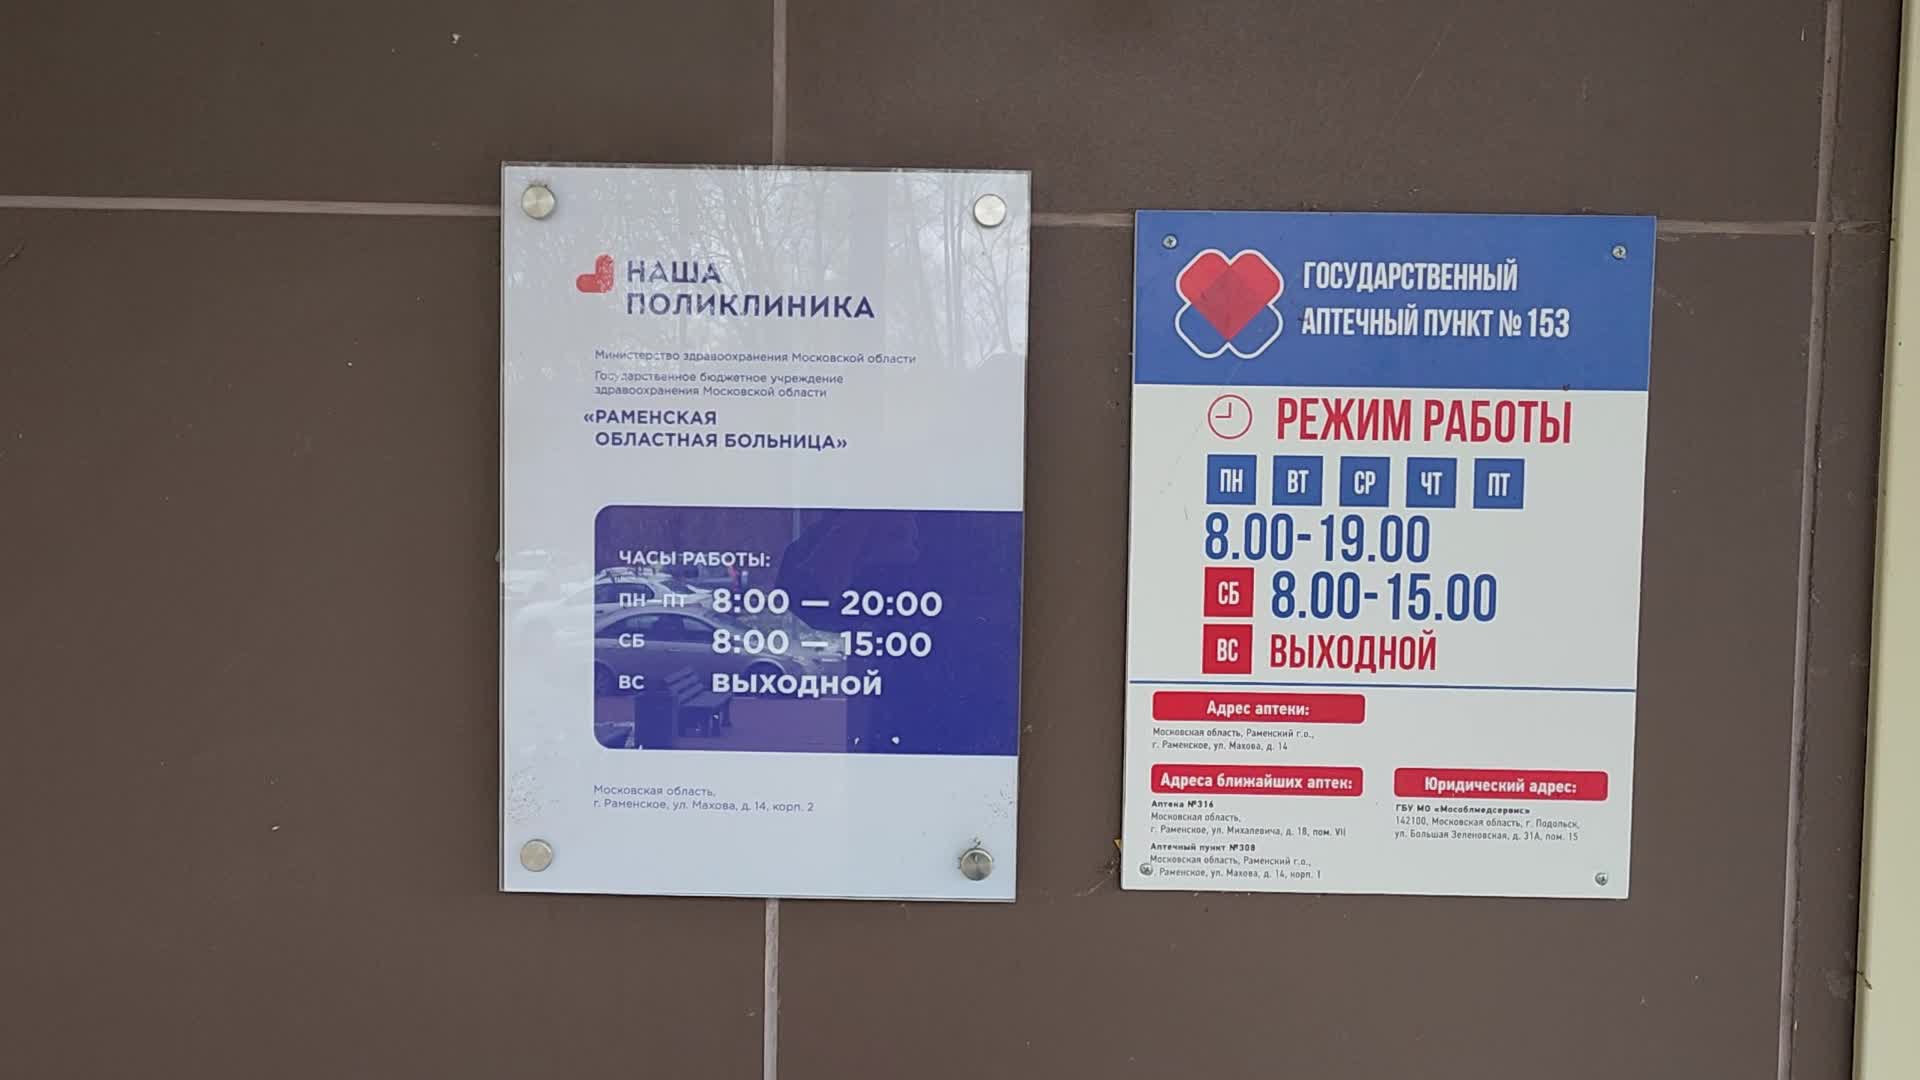 НАША
ПОЛИКЛИНИКА
Министерство здравоохранения Московской области
Государственное бюджетное учреждение
здравоохранения Московской области
«РАМЕНСКАЯ
ОБЛАСТНАЯ БОЛЬНИЦА»
ЧАСЫ РАБОТЫ:
ПН—ПТ 8:00 — 20:00
СБ 8:00 — 15:00
ВС ВЫХОДНОЙ
Московская область,
г. Раменское, ул. Махова, д. 14, корп. 2
ГОСУДАРСТВЕННЫЙ
АПТЕЧНЫЙ ПУНКТ № 153
РЕЖИМ РАБОТЫ
ПН ВТ СР ЧТ ПТ
8.00-19.00
СБ 8.00-15.00
ВС ВЫХОДНОЙ
Адрес аптеки:
Московская область, Раменский г.о.,
г. Раменское, ул. Махова, д. 14
Адреса ближайших аптек:
Аптека №316
Московская область,
г. Раменское, ул. Михалевича, д. 18, пом. VII
Аптечный пункт №308
Московская область, Раменский г.о.,
Раменское, ул. Махова, д. 14, корп. 1
Юридический адрес:
ГБУ МО «Мособлмедсервис»
142100, Московская область, г. Подольск,
ул. Большая Зеленовская, д. 31А, пом. 15